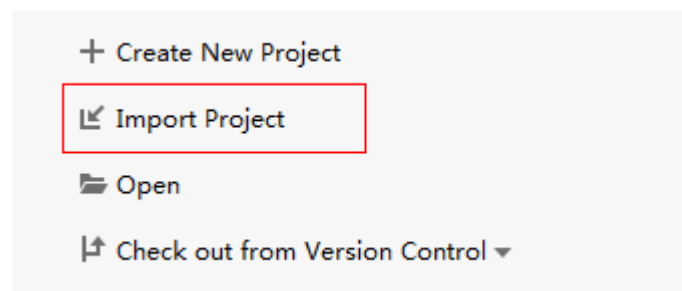 Create New Project
Import Project
Open
Check out from Version Control